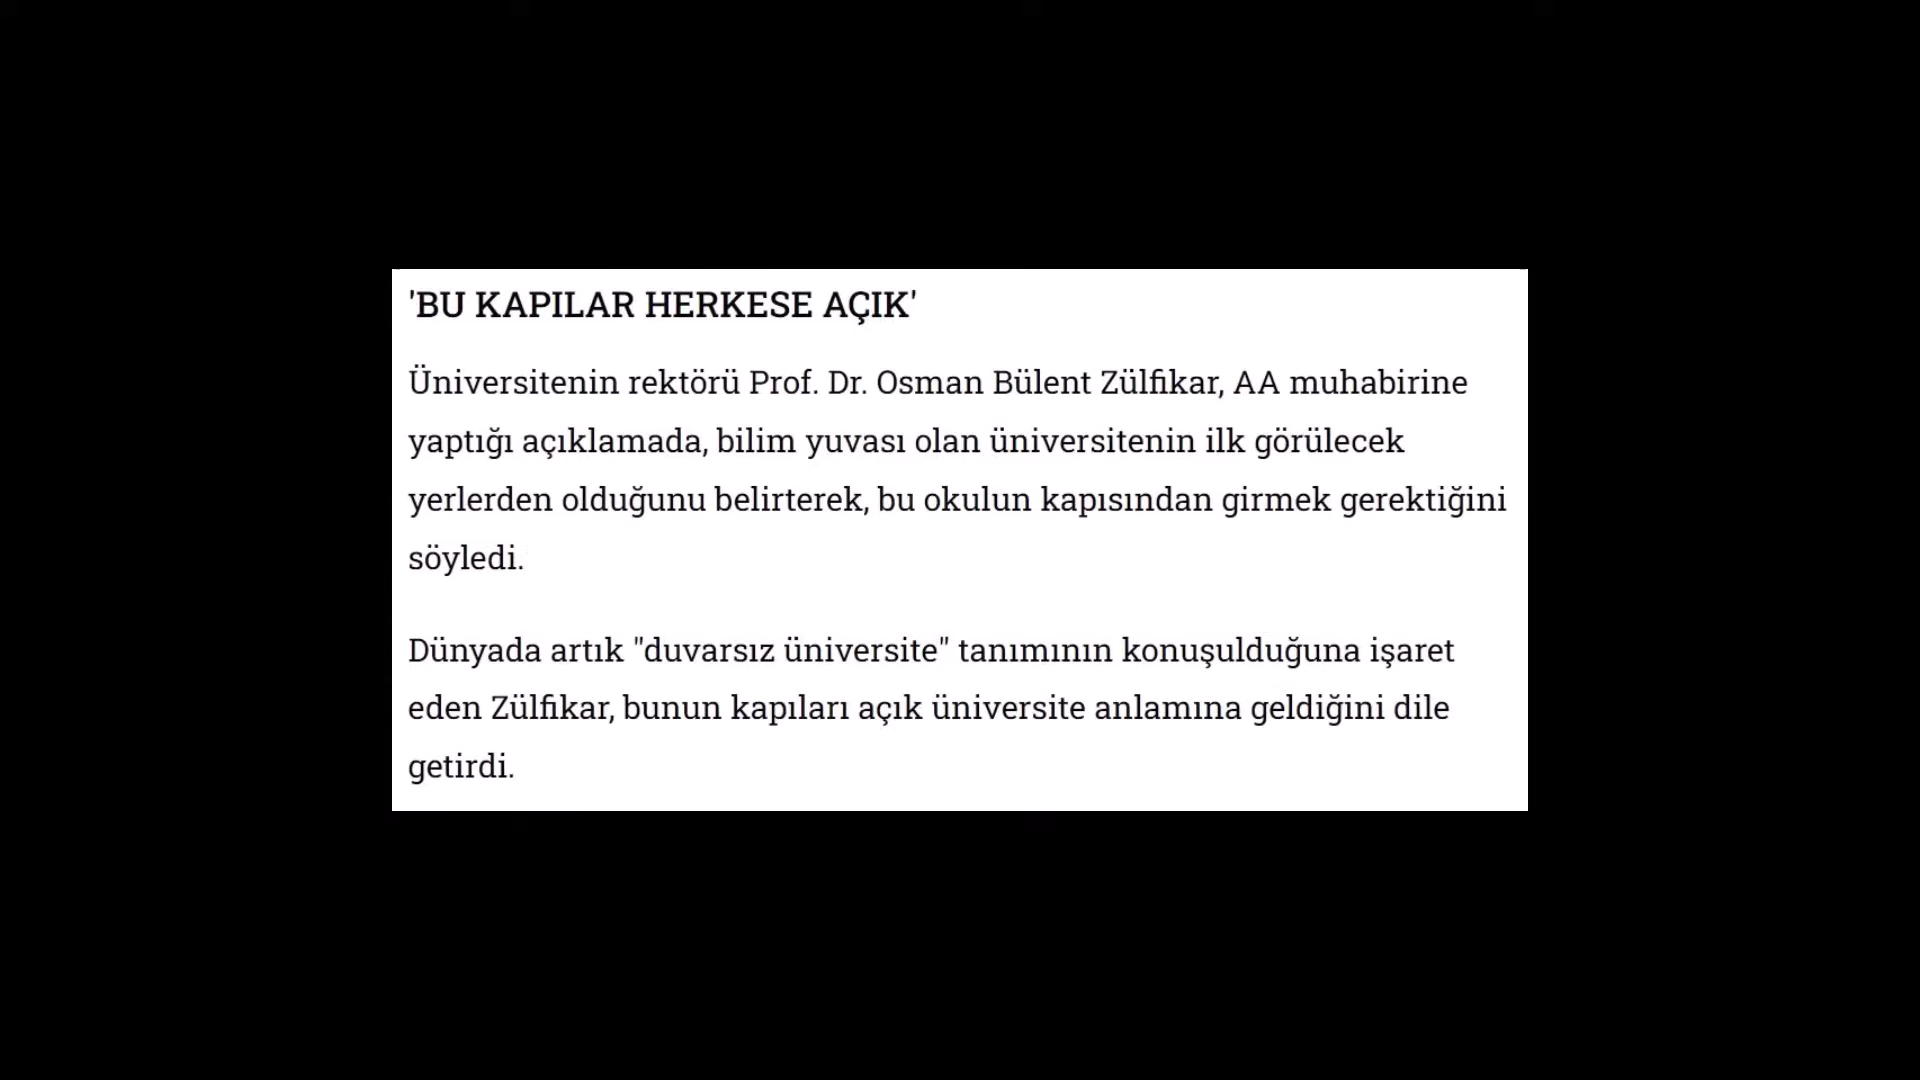 'BU KAPILAR HERKESE AÇIK'
Üniversitenin rektörü Prof. Dr. Osman Bülent Zülfikar, AA muhabirine
yaptığı açıklamada, bilim yuvası olan üniversitenin ilk görülecek
yerlerden olduğunu belirterek, bu okulun kapısından girmek gerektiğini
söyledi.
Dünyada artık "duvarsız üniversite" tanımının konuşulduğuna işaret
eden Zülfikar, bunun kapıları açık üniversite anlamına geldiğini dile
getirdi.